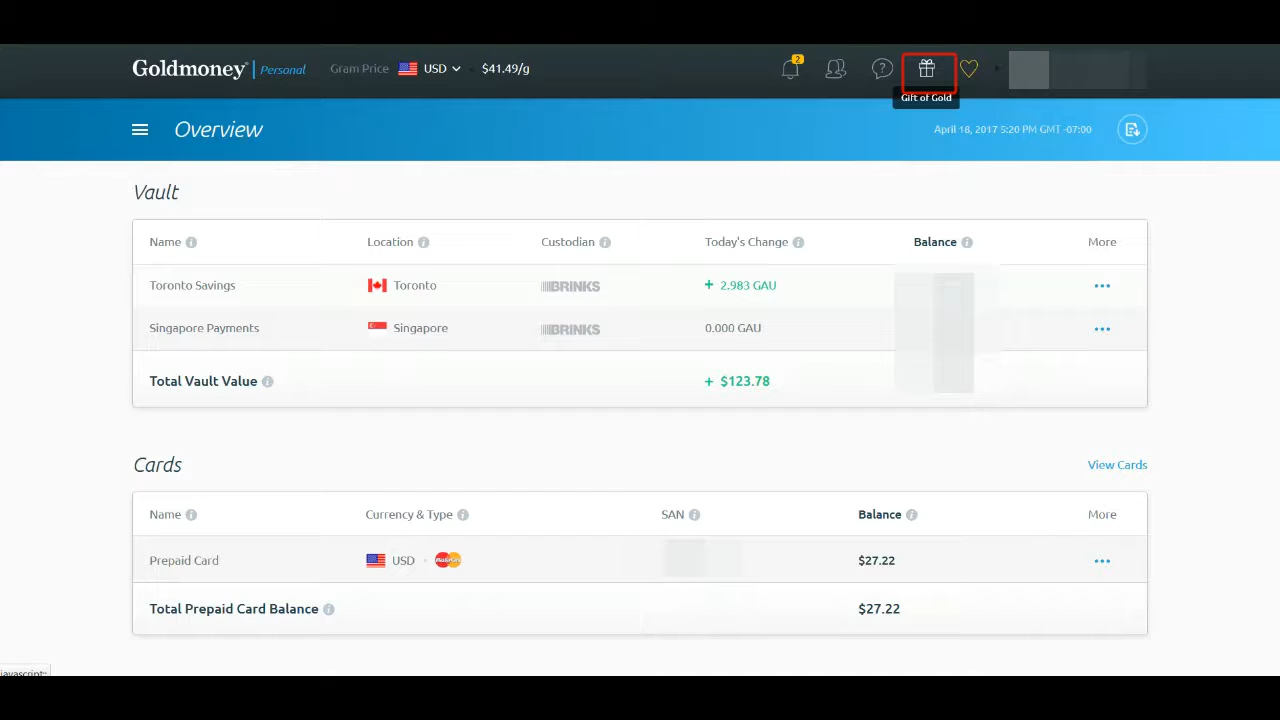 Goldmoney | Personal Gram Price USD $41.49/g 2
Gift of Gold
Overview April 18, 2017 5:20 PM GMT -07:00
Vault
Name Location Custodian Today's Change Balance More
Toronto Savings Toronto BRINKS + 2.983 GAU
Singapore Payments Singapore BRINKS 0.000 GAU
Total Vault Value + $123.78
Cards View Cards
Name Currency & Type SAN Balance More
Prepaid Card USD MasterCard $27.22
Total Prepaid Card Balance $27.22
javascript:;